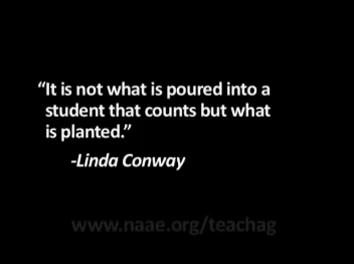 “It is not what is poured into a
student that counts but what
is planted.”
-Linda Conway
www.naae.org/teachag